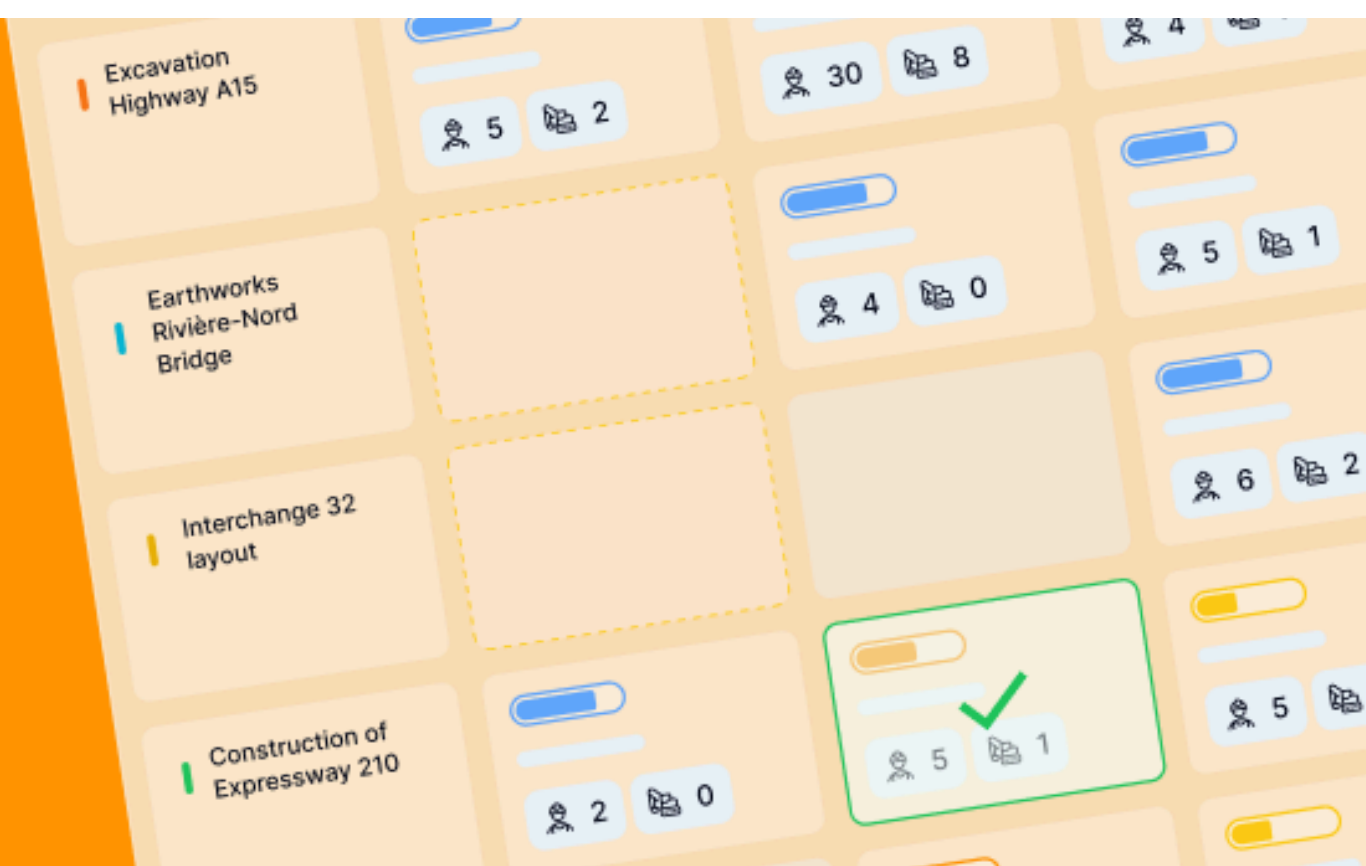 Excavation
Highway A15
5 2
30 8
4
Earthworks
Rivière-Nord
Bridge
4 0
5 1
Interchange 32
layout
6 2
Construction of
Expressway 210
2 0
5 1
5